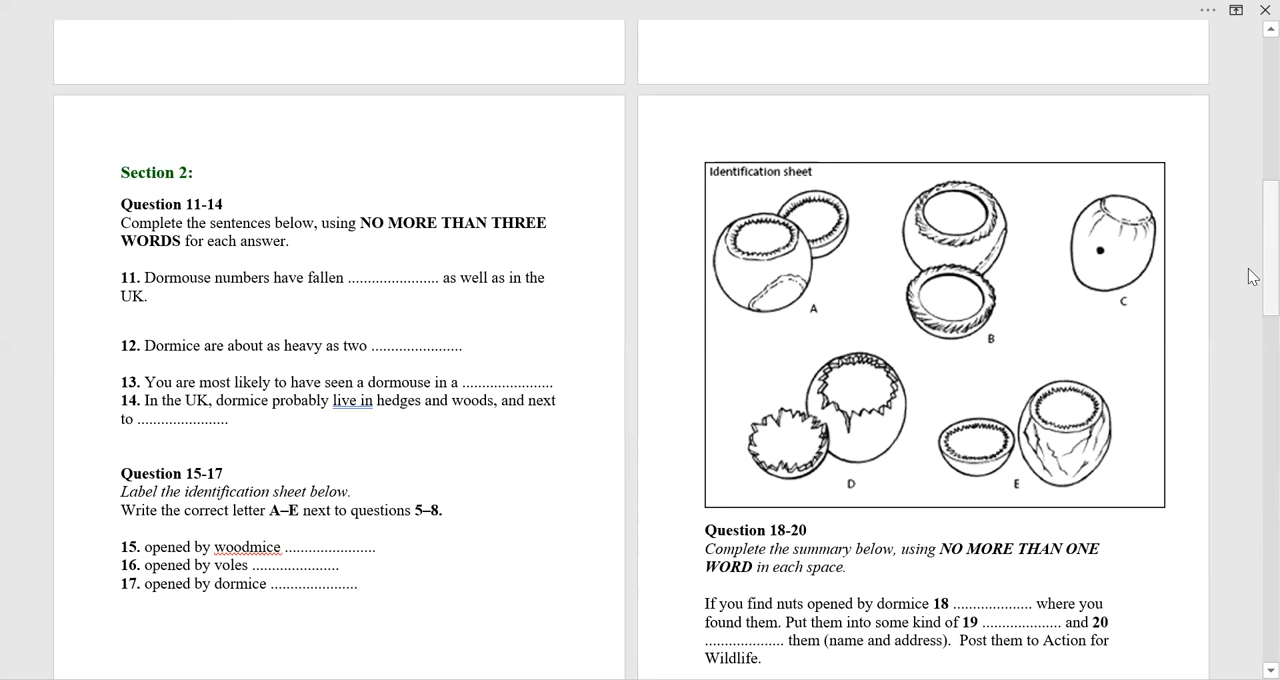 Section 2:
Question 11-14
Complete the sentences below, using NO MORE THAN THREE
WORDS for each answer.
11. Dormouse numbers have fallen ....................... as well as in the
UK.
12. Dormice are about as heavy as two .......................
13. You are most likely to have seen a dormouse in a .......................
14. In the UK, dormice probably live in hedges and woods, and next
to .......................
Question 15-17
Label the identification sheet below.
Write the correct letter A–E next to questions 5–8.
15. opened by woodmice .......................
16. opened by voles ......................
17. opened by dormice ......................
Identification sheet
A
B
C
D
E
Question 18-20
Complete the summary below, using NO MORE THAN ONE
WORD in each space.
If you find nuts opened by dormice 18 .................... where you
found them. Put them into some kind of 19 .................... and 20
.................... them (name and address).  Post them to Action for
Wildlife.